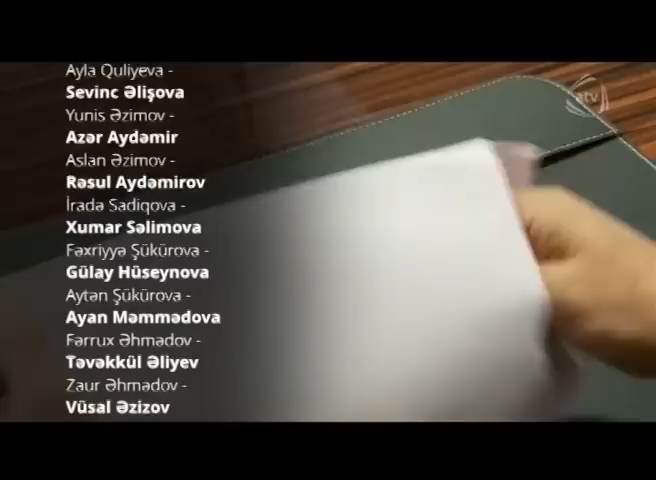 Ayla Quliyeva -
Sevinc Əlişova
Yunis Əzimov -
Azər Aydəmir
Aslan Əzimov -
Rəsul Aydəmirov
İradə Sadiqova -
Xumar Səlimova
Fəxriyyə Şükürova -
Gülay Hüseynova
Aytən Şükürova -
Ayan Məmmədova
Fərrux Əhmədov -
Təvəkkül Əliyev
Zaur Əhmədov -
Vüsal Əzizov
atv